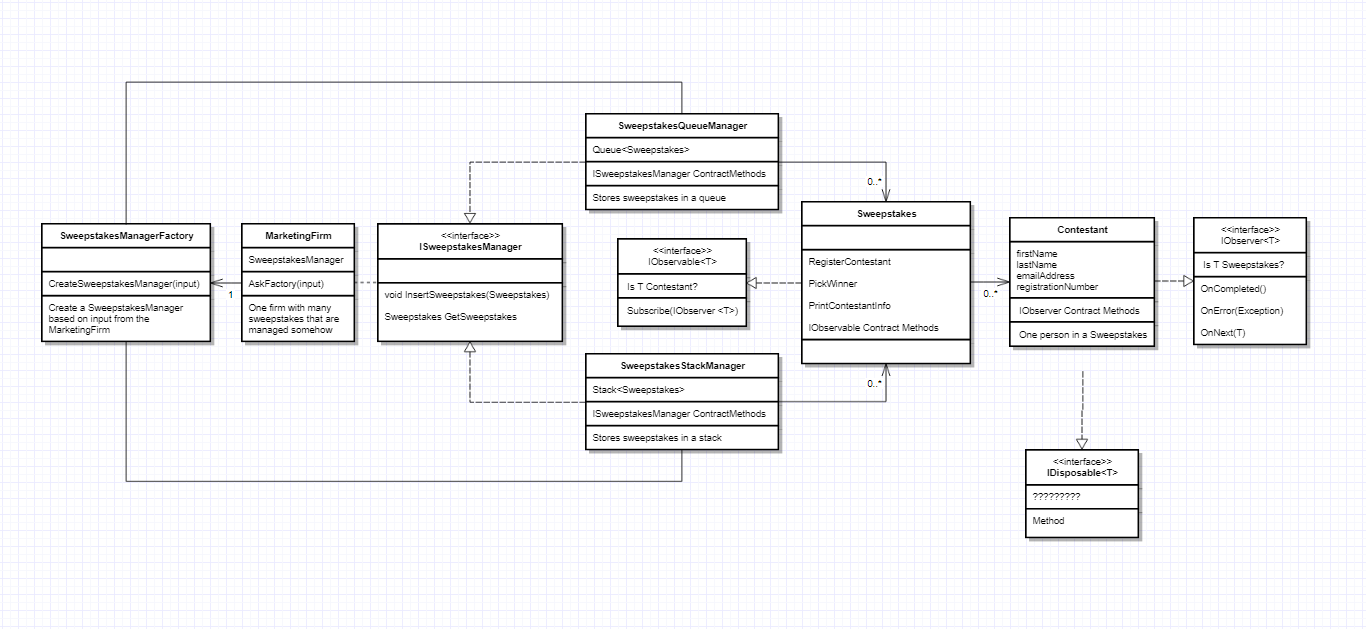 SweepstakesQueueManager
Queue<Sweepstakes>
ISweepstakesManager ContractMethods
Stores sweepstakes in a queue
0..*
SweepstakesManagerFactory
CreateSweepstakesManager(input)
Create a SweepstakesManager
based on input from the
MarketingFirm
1
MarketingFirm
SweepstakesManager
AskFactory(input)
One firm with many
sweepstakes that are
managed somehow
<<interface>>
ISweepstakesManager
void InsertSweepstakes(Sweepstakes)
Sweepstakes GetSweepstakes
<<interface>>
IObservable<T>
Is T Contestant?
Subscribe(IObserver <T>)
Sweepstakes
RegisterContestant
PickWinner
PrintContestantInfo
IObservable Contract Methods
0..*
Contestant
firstName
lastName
emailAddress
registrationNumber
IObserver Contract Methods
One person in a Sweepstakes
<<interface>>
IObserver<T>
Is T Sweepstakes?
OnCompleted()
OnError(Exception)
OnNext(T)
SweepstakesStackManager
Stack<Sweepstakes>
ISweepstakesManager ContractMethods
Stores sweepstakes in a stack
0..*
<<interface>>
IDisposable<T>
?????????
Method